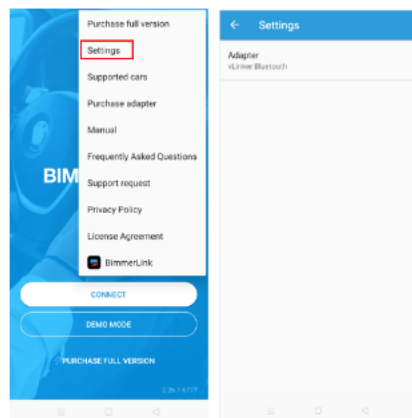 Purchase full version
Settings
Supported cars
Purchase adapter
Manual
Frequently Asked Questions
BIM
Support request
Privacy Policy
License Agreement
BimmerLink
CONNECT
DEMO MODE
PURCHASE FULL VERSION
Settings
Adapter
vLinker Bluetooth